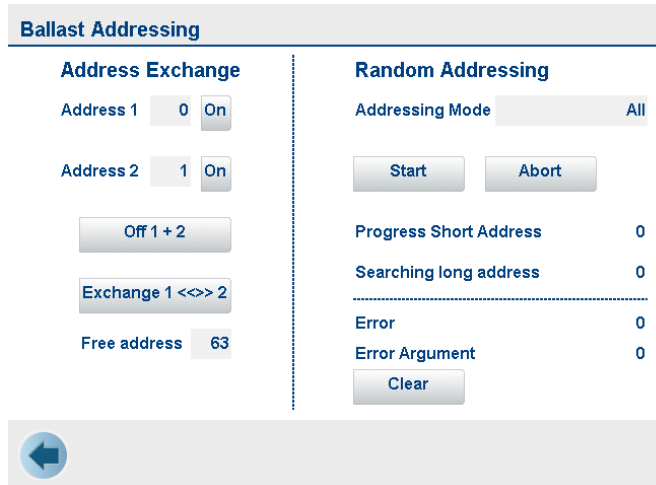 Ballast Addressing
Address Exchange
Address 1 0 On
Address 2 1 On
Off 1 + 2
Exchange 1 <<>> 2
Free address 63
Random Addressing
Addressing Mode All
Start Abort
Progress Short Address 0
Searching long address 0
Error 0
Error Argument 0
Clear